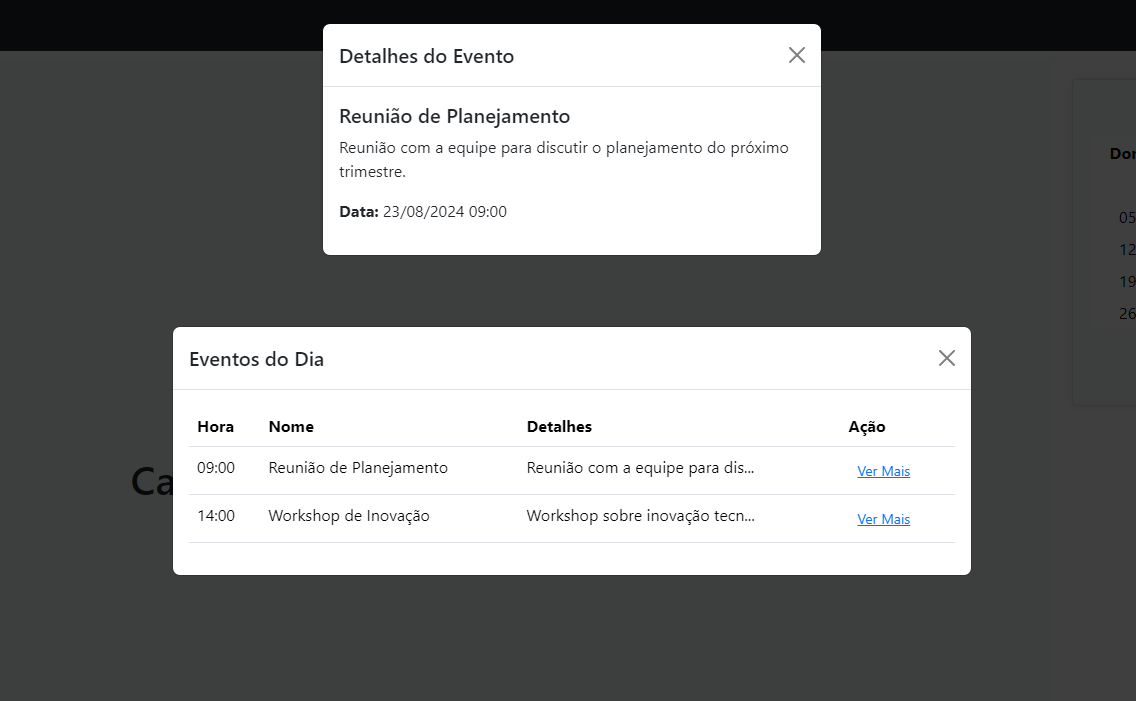 Detalhes do Evento
Reunião de Planejamento
Reunião com a equipe para discutir o planejamento do próximo
trimestre.
Data: 23/08/2024 09:00
05
12
19
26
Eventos do Dia
Hora Nome Detalhes Ação
09:00 Reunião de Planejamento Reunião com a equipe para dis... Ver Mais
14:00 Workshop de Inovação Workshop sobre inovação tecn... Ver Mais